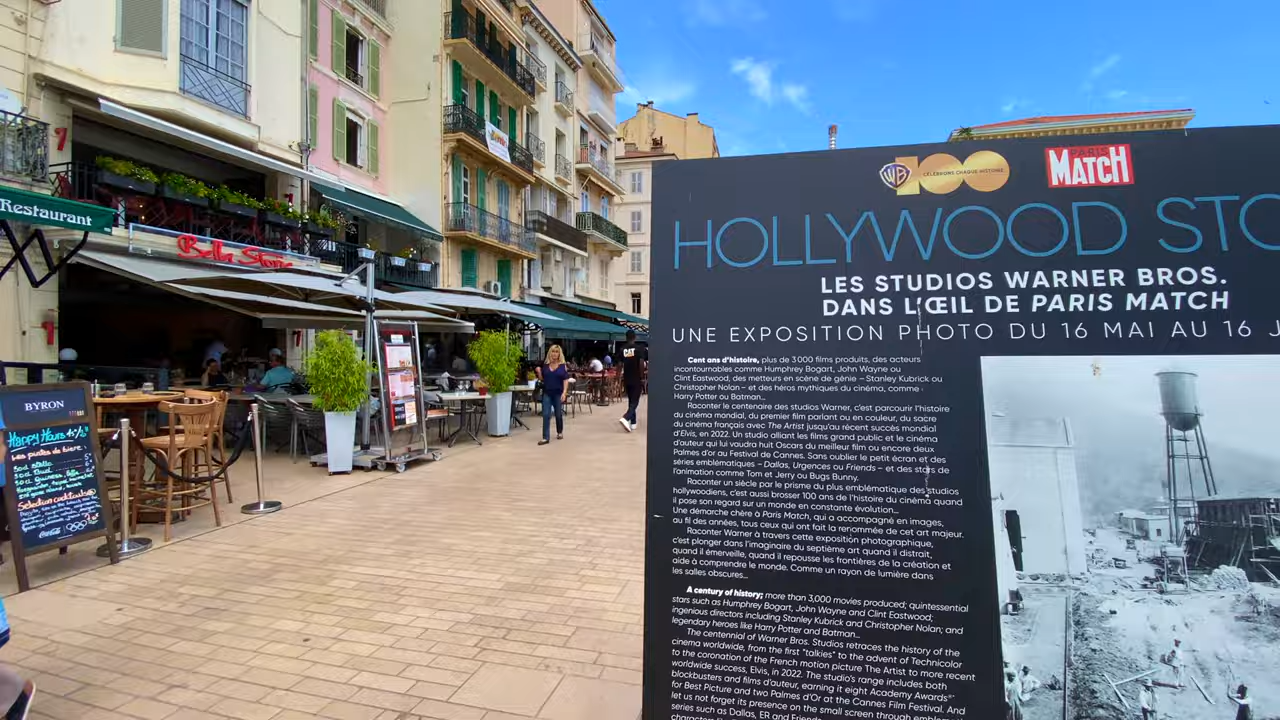 Restaurant
Bella Storia
BYRON
Happy Hours
Les pintes de bière
Sélection cocktails
Coca-Cola
CAT
WB 100 CÉLÈBRE CHAQUE HISTOIRE
PARIS
MATCH
HOLLYWOOD STO
LES STUDIOS WARNER BROS.
DANS L'ŒIL DE PARIS MATCH
UNE EXPOSITION PHOTO DU 16 MAI AU 16 J
Cent ans d'histoire, plus de 3 000 films produits, des acteurs
incontournables comme Humphrey Bogart, John Wayne ou
Clint Eastwood, des metteurs en scène de génie – Stanley Kubrick ou
Christopher Nolan – et des héros mythiques du cinéma, comme
Harry Potter ou Batman...
Raconter le centenaire des studios Warner, c'est parcourir l'histoire
du cinéma mondial, du premier film parlant ou en couleur, du sacre
du cinéma français avec The Artist jusqu'au récent succès mondial
d'Elvis, en 2022. Un studio alliant les films grand public et le cinéma
d'auteur qui lui vaudra huit Oscars du meilleur film ou encore deux
Palmes d'or au Festival de Cannes. Sans oublier le petit écran et des
séries emblématiques – Dallas, Urgences ou Friends – et des stars de
l'animation comme Tom et Jerry ou Bugs Bunny.
Raconter un siècle par le prisme du plus emblématique des studios
hollywoodiens, c'est aussi brosser 100 ans de l'histoire du cinéma quand
il pose son regard sur un monde en constante évolution...
Une démarche chère à Paris Match, qui a accompagné en images,
au fil des années, tous ceux qui ont fait la renommée de cet art majeur.
Raconter Warner à travers cette exposition photographique,
c'est plonger dans l'imaginaire du septième art quand il distrait,
quand il émerveille, quand il repousse les frontières de la création et
aide à comprendre le monde. Comme un rayon de lumière dans
les salles obscures...
A century of history; more than 3,000 movies produced; quintessential
stars such as Humphrey Bogart, John Wayne and Clint Eastwood;
ingenious directors including Stanley Kubrick and Christopher Nolan; and
legendary heroes like Harry Potter and Batman...
The centennial of Warner Bros. Studios retraces the history of the
cinema worldwide, from the first "talkies" to the advent of Technicolor
to the coronation of the French motion picture The Artist to more recent
worldwide success, Elvis, in 2022. The studio's range includes both
blockbusters and films d'auteur, earning it eight Academy Awards®
for Best Picture and two Palmes d'Or at the Cannes Film Festival. And
let us not forget its presence on the small screen through emblem
series such as Dallas, ER and Friends